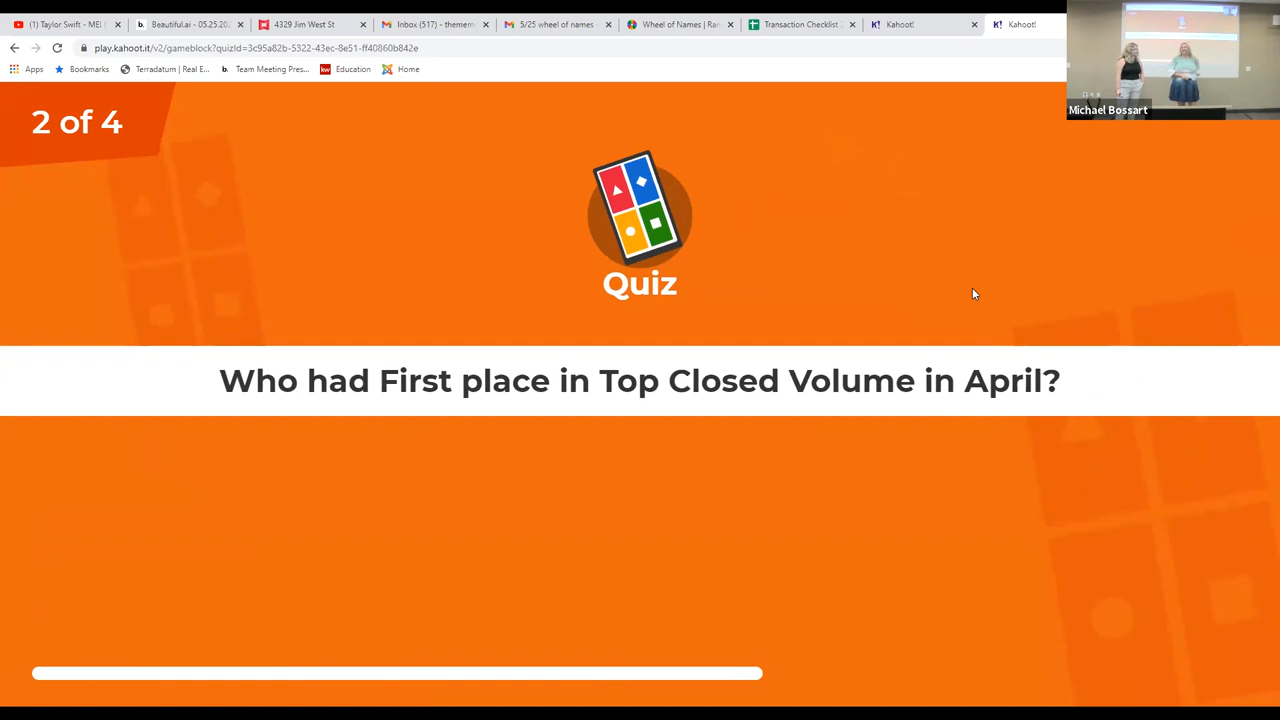 (1) Taylor Swift - ME! Beautiful.ai - 05.25.202 4329 Jim West St Inbox (517) - themem 5/25 wheel of names - Wheel of Names | Ran Transaction Checklist 2 Kahoot! Kahoot!
play.kahoot.it/v2/gameblock?quizId=3c95a82b-5322-43ec-8e51-ff40860b842e
Apps Bookmarks Terradatum | Real E... b. Team Meeting Pres... kw Education Home
Michael Bossart
2 of 4
Quiz
Who had First place in Top Closed Volume in April?